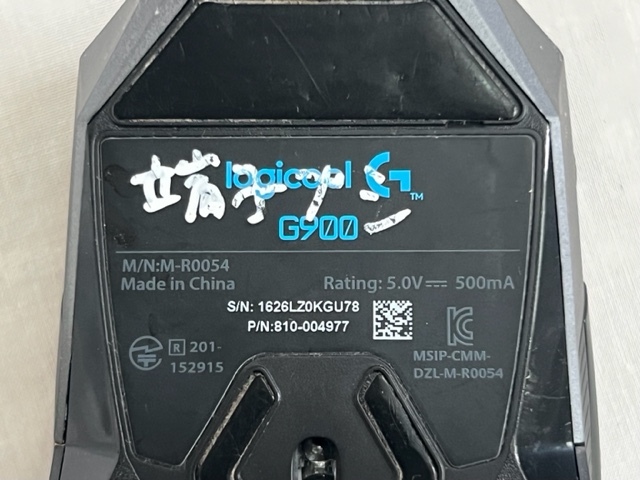 logicool G™
G900
M/N:M-R0054
Made in China
Rating: 5.0V⎓ 500mA
S/N: 1626LZ0KGU78
P/N:810-004977
R 201-
152915
MSIP-CMM-
DZL-M-R0054